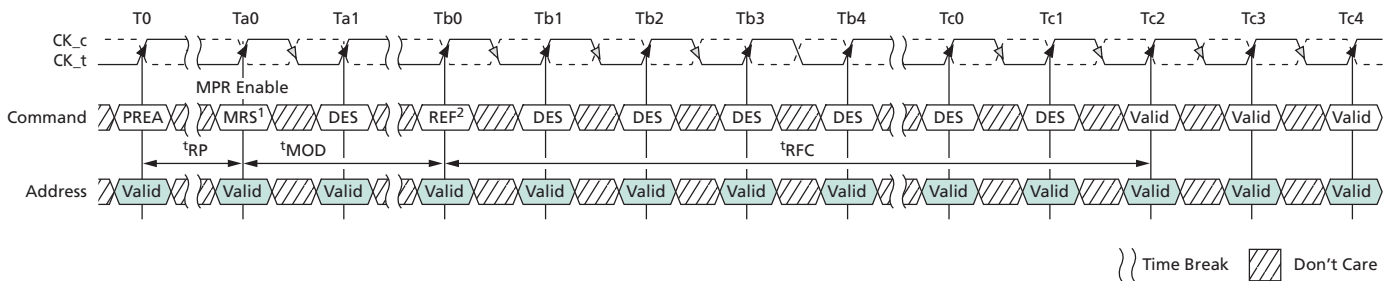 T0 Ta0 Ta1 Tb0 Tb1 Tb2 Tb3 Tb4 Tc0 Tc1 Tc2 Tc3 Tc4
CK_c
CK_t
MPR Enable
Command PREA MRS1 DES REF2 DES DES DES DES DES DES Valid Valid Valid
tRP tMOD tRFC
Address Valid Valid Valid Valid Valid Valid Valid Valid Valid Valid Valid Valid Valid
Time Break Don't Care